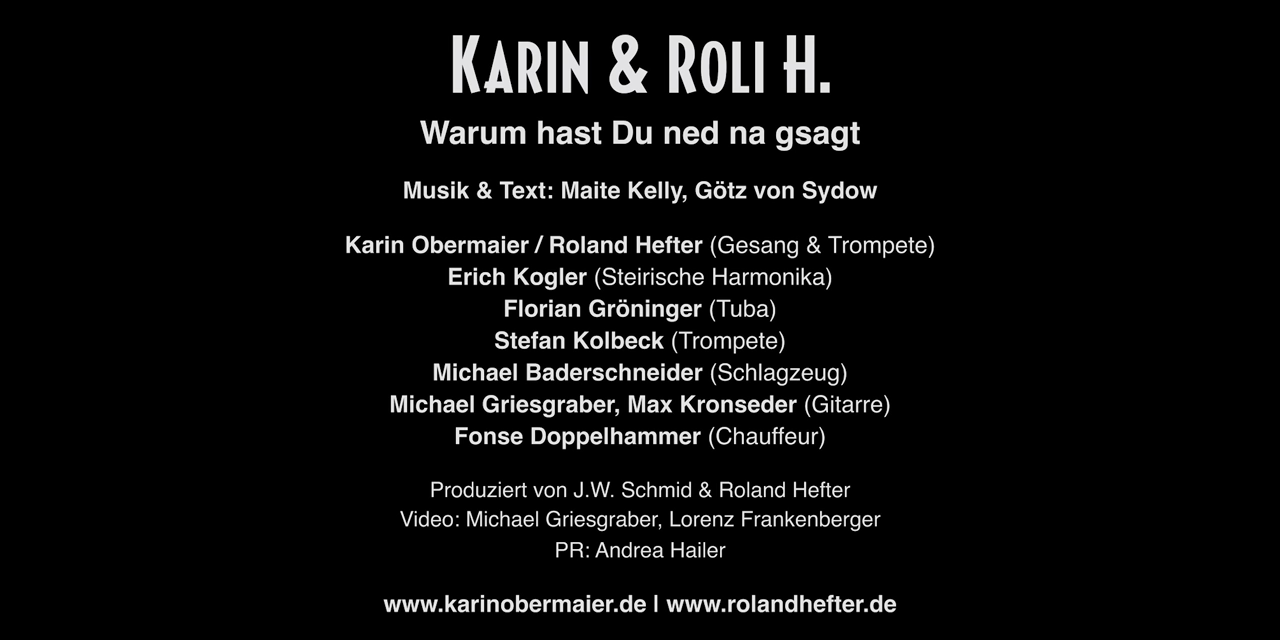 KARIN & ROLI H.
Warum hast Du ned na gsagt
Musik & Text: Maite Kelly, Götz von Sydow
Karin Obermaier / Roland Hefter (Gesang & Trompete)
Erich Kogler (Steirische Harmonika)
Florian Gröninger (Tuba)
Stefan Kolbeck (Trompete)
Michael Baderschneider (Schlagzeug)
Michael Griesgraber, Max Kronseder (Gitarre)
Fonse Doppelhammer (Chauffeur)
Produziert von J.W. Schmid & Roland Hefter
Video: Michael Griesgraber, Lorenz Frankenberger
PR: Andrea Hailer
www.karinobermaier.de | www.rolandhefter.de